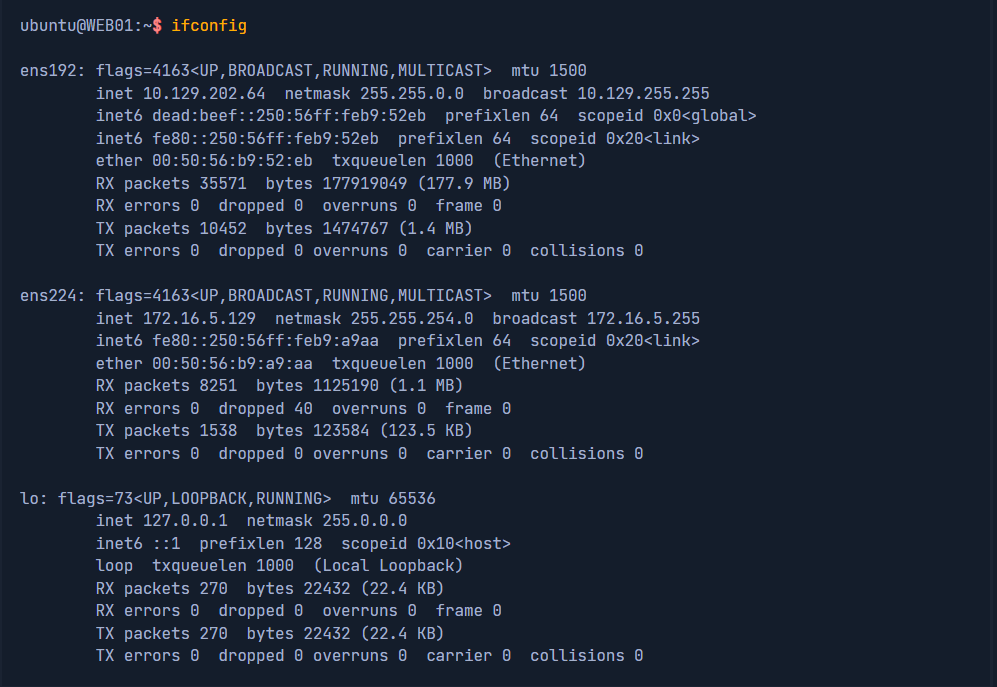 ubuntu@WEB01:~$ ifconfig
ens192: flags=4163<UP,BROADCAST,RUNNING,MULTICAST>  mtu 1500
        inet 10.129.202.64  netmask 255.255.0.0  broadcast 10.129.255.255
        inet6 dead:beef::250:56ff:feb9:52eb  prefixlen 64  scopeid 0x0<global>
        inet6 fe80::250:56ff:feb9:52eb  prefixlen 64  scopeid 0x20<link>
        ether 00:50:56:b9:52:eb  txqueuelen 1000  (Ethernet)
        RX packets 35571  bytes 177919049 (177.9 MB)
        RX errors 0  dropped 0  overruns 0  frame 0
        TX packets 10452  bytes 1474767 (1.4 MB)
        TX errors 0  dropped 0 overruns 0  carrier 0  collisions 0
ens224: flags=4163<UP,BROADCAST,RUNNING,MULTICAST>  mtu 1500
        inet 172.16.5.129  netmask 255.255.254.0  broadcast 172.16.5.255
        inet6 fe80::250:56ff:feb9:a9aa  prefixlen 64  scopeid 0x20<link>
        ether 00:50:56:b9:a9:aa  txqueuelen 1000  (Ethernet)
        RX packets 8251  bytes 1125190 (1.1 MB)
        RX errors 0  dropped 40  overruns 0  frame 0
        TX packets 1538  bytes 123584 (123.5 KB)
        TX errors 0  dropped 0 overruns 0  carrier 0  collisions 0
lo: flags=73<UP,LOOPBACK,RUNNING>  mtu 65536
        inet 127.0.0.1  netmask 255.0.0.0
        inet6 ::1  prefixlen 128  scopeid 0x10<host>
        loop  txqueuelen 1000  (Local Loopback)
        RX packets 270  bytes 22432 (22.4 KB)
        RX errors 0  dropped 0  overruns 0  frame 0
        TX packets 270  bytes 22432 (22.4 KB)
        TX errors 0  dropped 0 overruns 0  carrier 0  collisions 0